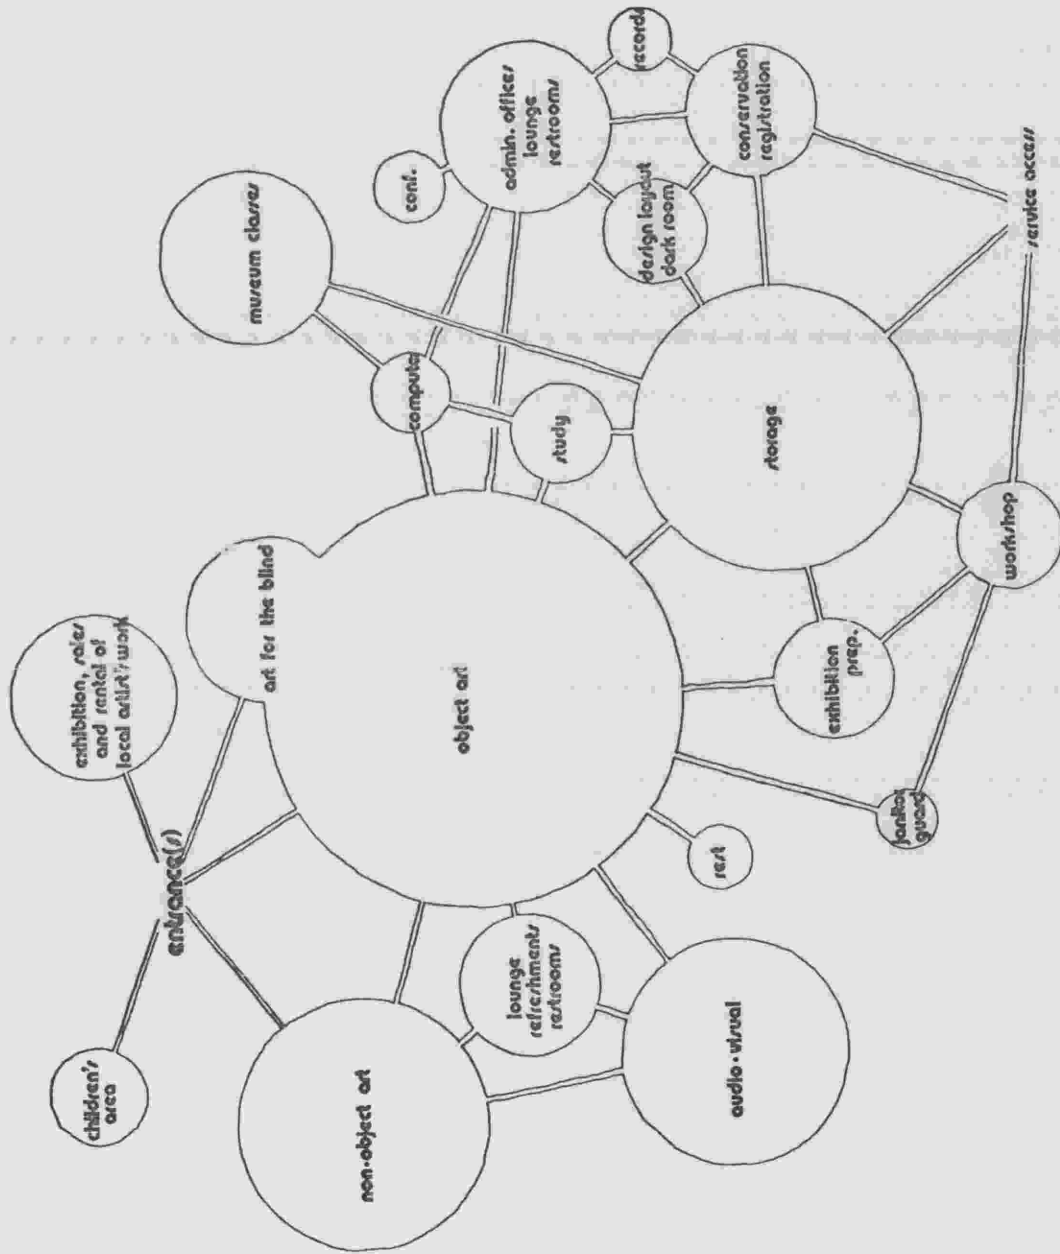 children's
area
entrance(s)
exhibition, sales
and rental of
local artist's work
non·object art
art for the blind
museum classes
lounge
refreshments
restrooms
object art
computer
conf.
audio·visual
rest
study
admin. offices
lounge
restrooms
records
design layout
dark room
storage
conservation
registration
exhibition
prep.
janitor
guard
workshop
service access